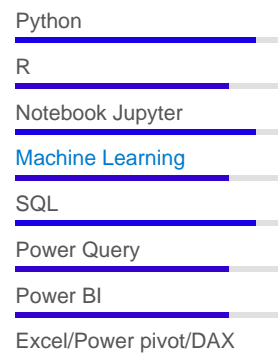 Python
R
Notebook Jupyter
Machine Learning
SQL
Power Query
Power BI
Excel/Power pivot/DAX